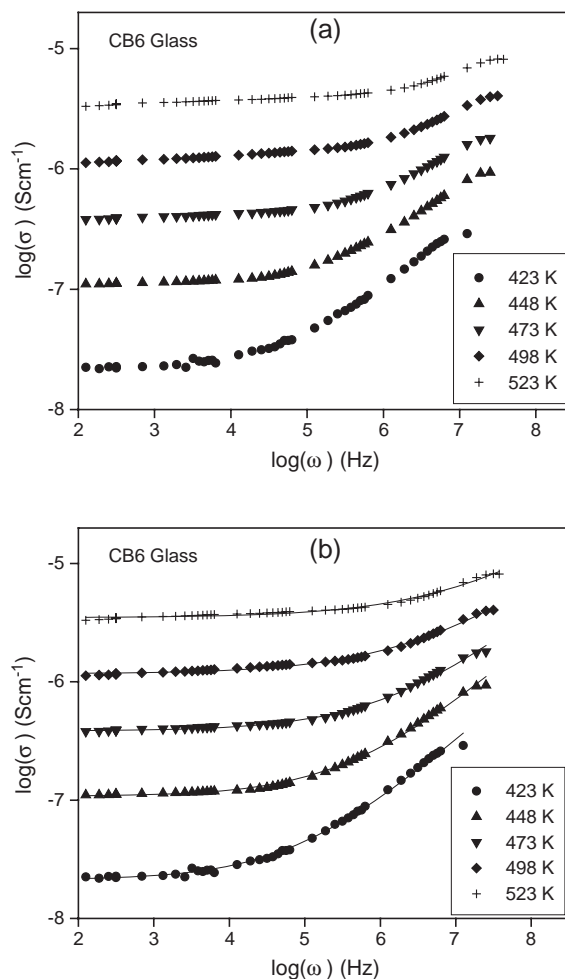 CB6 Glass
(a)
-5
-6
-7
-8
log(σ) (Scm-1)
423 K
448 K
473 K
498 K
523 K
2 3 4 5 6 7 8
log(ω) (Hz)
CB6 Glass
(b)
-5
-6
-7
-8
log(σ) (Scm-1)
423 K
448 K
473 K
498 K
523 K
2 3 4 5 6 7 8
log(ω) (Hz)